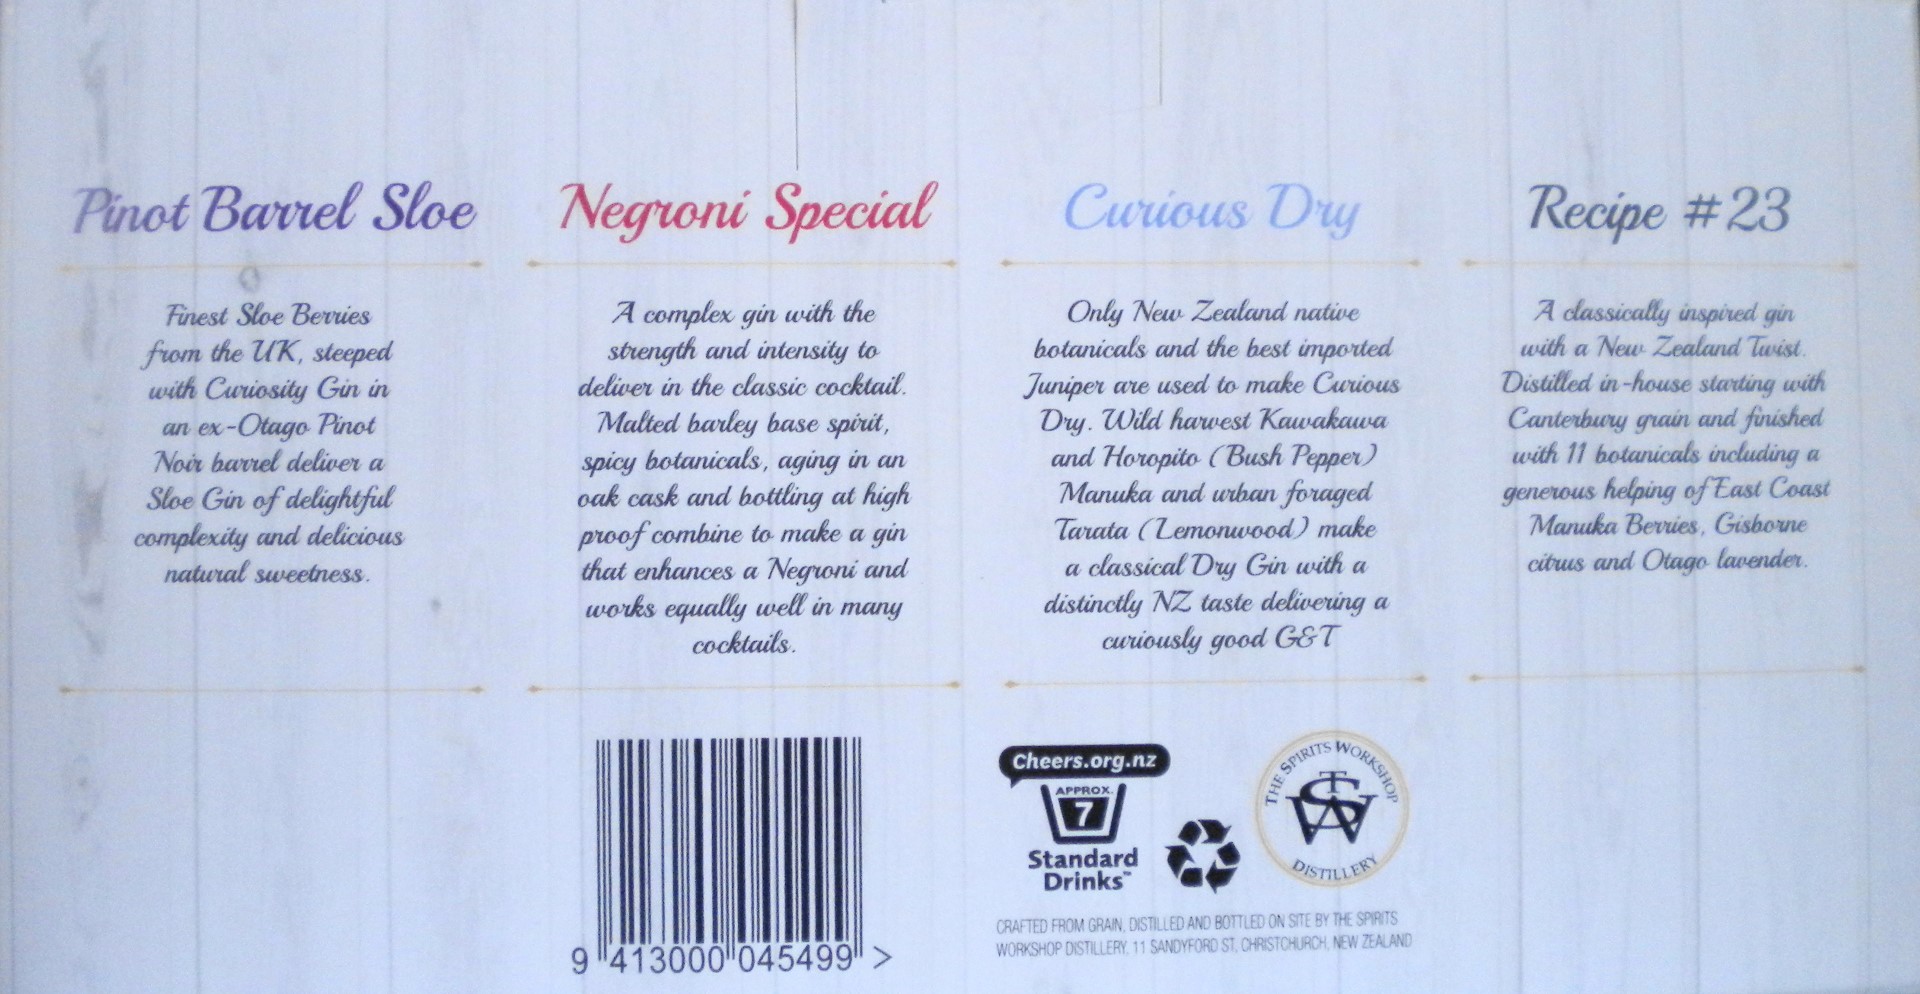 Pinot Barrel Sloe
Finest Sloe Berries
from the UK, steeped
with Curiosity Gin in
an ex-Otago Pinot
Noir barrel deliver a
Sloe Gin of delightful
complexity and delicious
natural sweetness.
Negroni Special
A complex gin with the
strength and intensity to
deliver in the classic cocktail.
Malted barley base spirit,
spicy botanicals, aging in an
oak cask and bottling at high
proof combine to make a gin
that enhances a Negroni and
works equally well in many
cocktails.
Curious Dry
Only New Zealand native
botanicals and the best imported
Juniper are used to make Curious
Dry. Wild harvest Kawakawa
and Horopito (Bush Pepper)
Manuka and urban foraged
Tarata (Lemonwood) make
a classical Dry Gin with a
distinctly NZ taste delivering a
curiously good G&T
Recipe #23
A classically inspired gin
with a New Zealand Twist.
Distilled in-house starting with
Canterbury grain and finished
with 11 botanicals including a
generous helping of East Coast
Manuka Berries, Gisborne
citrus and Otago lavender.
9 413000 045499 >
Cheers.org.nz
APPROX.
7
Standard
Drinks™
THE SPIRITS WORKSHOP
TSW
DISTILLERY
CRAFTED FROM GRAIN, DISTILLED AND BOTTLED ON SITE BY THE SPIRITS
WORKSHOP DISTILLERY, 11 SANDYFORD ST, CHRISTCHURCH, NEW ZEALAND